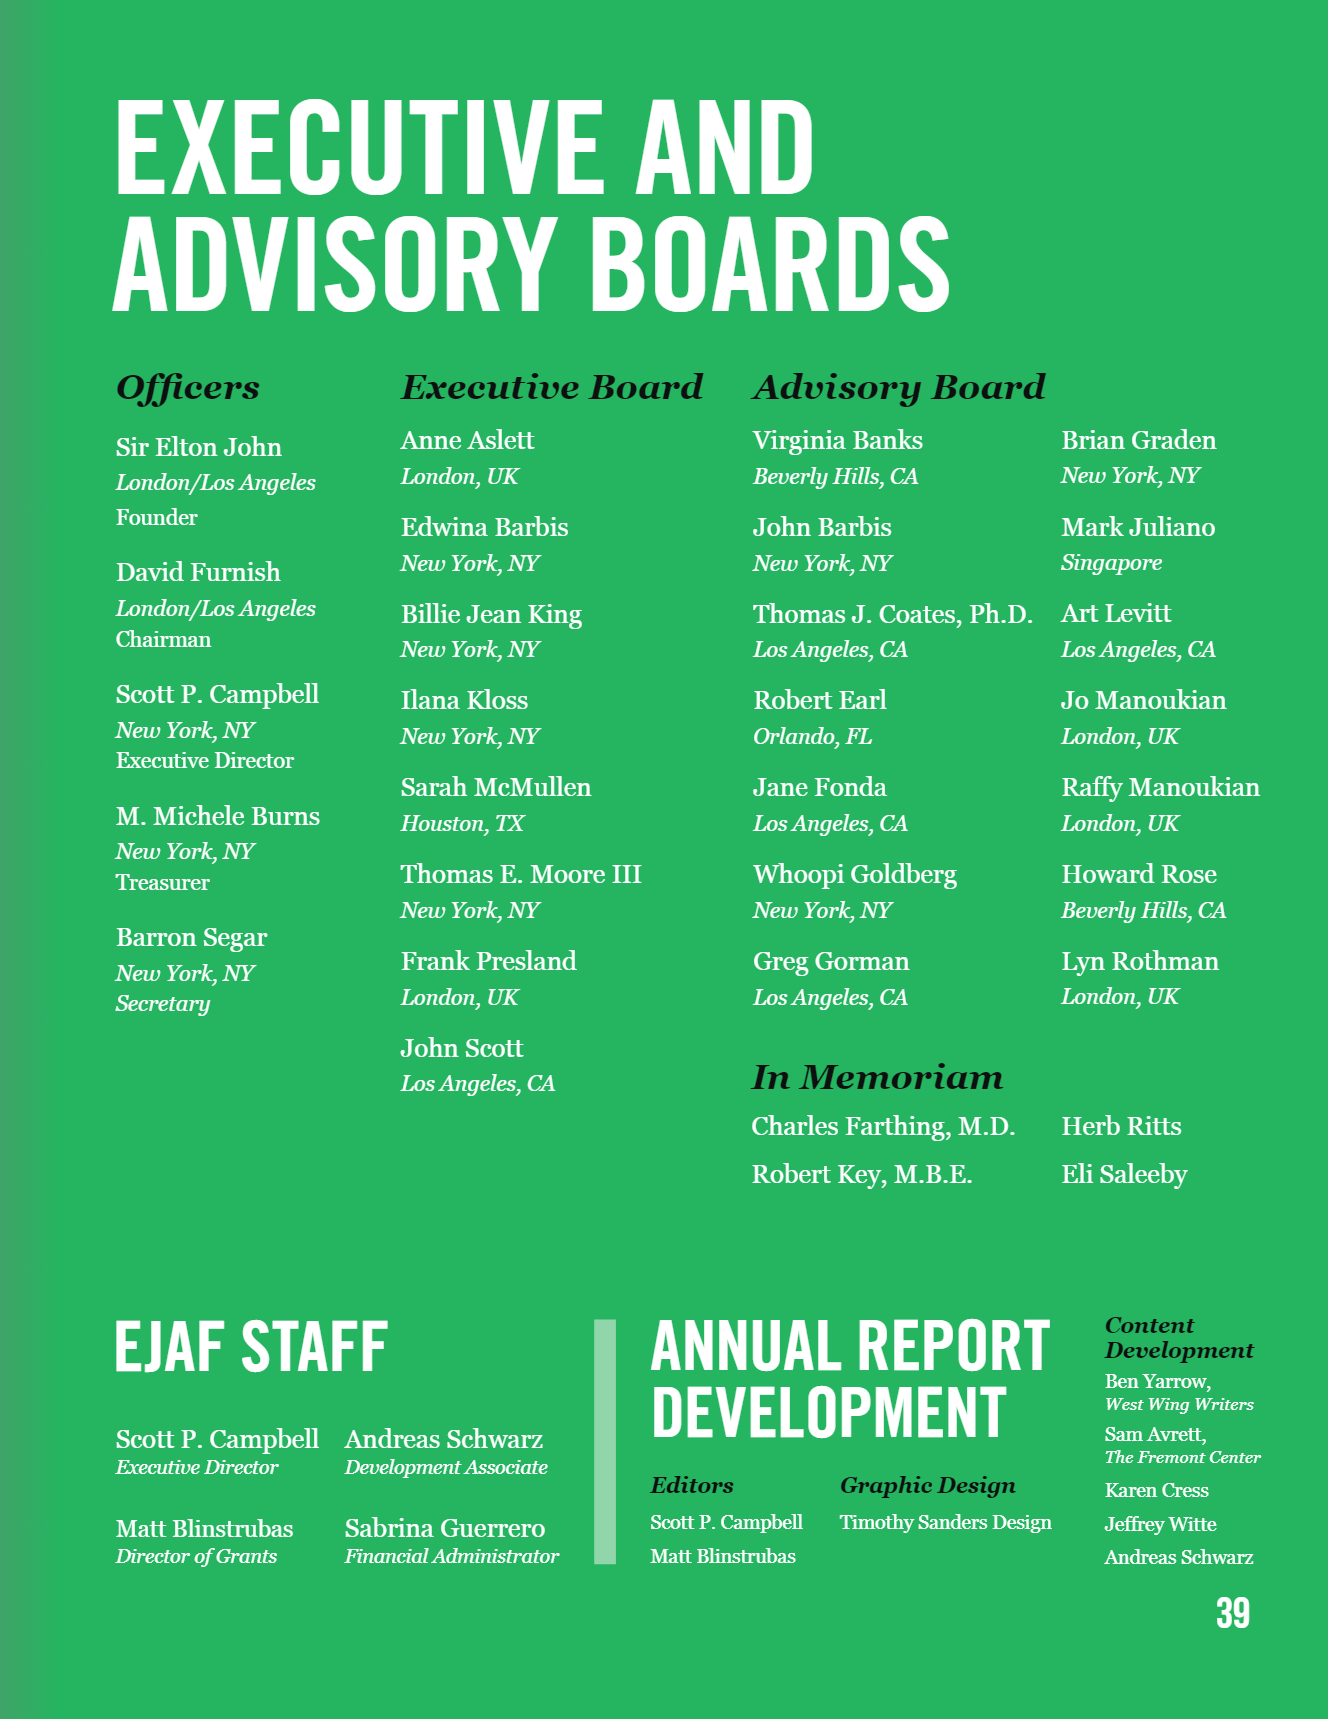 EXECUTIVE AND
ADVISORY BOARDS
Officers
Sir Elton John
London/Los Angeles
Founder
David Furnish
London/Los Angeles
Chairman
Scott P. Campbell
New York, NY
Executive Director
M. Michele Burns
New York, NY
Treasurer
Barron Segar
New York, NY
Secretary
Executive Board
Anne Aslett
London, UK
Edwina Barbis
New York, NY
Billie Jean King
New York, NY
Ilana Kloss
New York, NY
Sarah McMullen
Houston, TX
Thomas E. Moore III
New York, NY
Frank Presland
London, UK
John Scott
Los Angeles, CA
Advisory Board
Virginia Banks
Beverly Hills, CA
John Barbis
New York, NY
Thomas J. Coates, Ph.D.
Los Angeles, CA
Robert Earl
Orlando, FL
Jane Fonda
Los Angeles, CA
Whoopi Goldberg
New York, NY
Greg Gorman
Los Angeles, CA
Brian Graden
New York, NY
Mark Juliano
Singapore
Art Levitt
Los Angeles, CA
Jo Manoukian
London, UK
Raffy Manoukian
London, UK
Howard Rose
Beverly Hills, CA
Lyn Rothman
London, UK
In Memoriam
Charles Farthing, M.D.
Robert Key, M.B.E.
Herb Ritts
Eli Saleeby
EJAF STAFF
Scott P. Campbell
Executive Director
Matt Blinstrubas
Director of Grants
Andreas Schwarz
Development Associate
Sabrina Guerrero
Financial Administrator
ANNUAL REPORT
DEVELOPMENT
Editors
Scott P. Campbell
Matt Blinstrubas
Graphic Design
Timothy Sanders Design
Content
Development
Ben Yarrow,
West Wing Writers
Sam Avrett,
The Fremont Center
Karen Cress
Jeffrey Witte
Andreas Schwarz
39